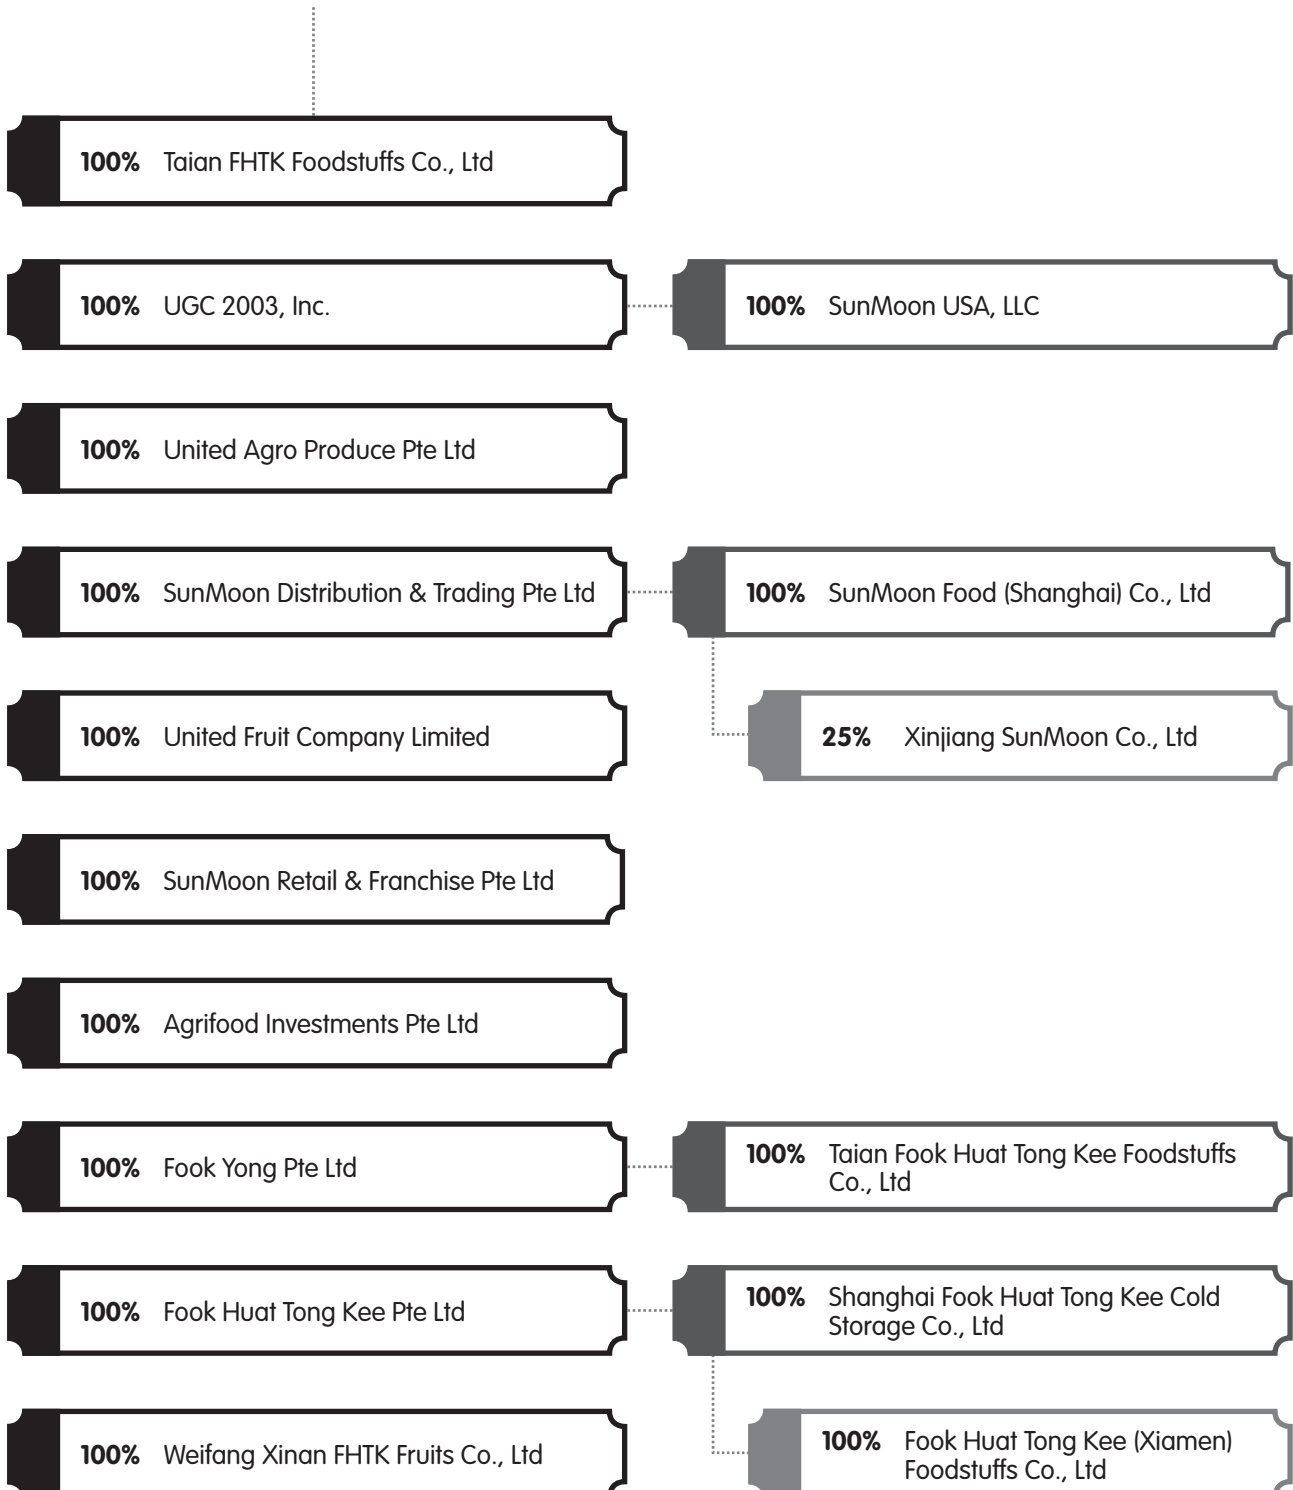 100% Taian FHTK Foodstuffs Co., Ltd
100% UGC 2003, Inc.
100% SunMoon USA, LLC
100% United Agro Produce Pte Ltd
100% SunMoon Distribution & Trading Pte Ltd
100% SunMoon Food (Shanghai) Co., Ltd
100% United Fruit Company Limited
25% Xinjiang SunMoon Co., Ltd
100% SunMoon Retail & Franchise Pte Ltd
100% Agrifood Investments Pte Ltd
100% Fook Yong Pte Ltd
100% Taian Fook Huat Tong Kee Foodstuffs
Co., Ltd
100% Fook Huat Tong Kee Pte Ltd
100% Shanghai Fook Huat Tong Kee Cold
Storage Co., Ltd
100% Weifang Xinan FHTK Fruits Co., Ltd
100% Fook Huat Tong Kee (Xiamen)
Foodstuffs Co., Ltd